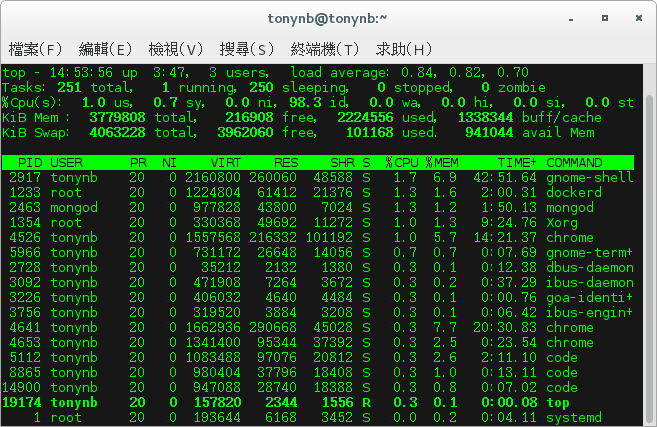 tonynb@tonynb:~
檔案(F) 編輯(E) 檢視(V) 搜尋(S) 終端機(T) 求助(H)
top - 14:53:56 up  3:47,  3 users,  load average: 0.84, 0.82, 0.70
Tasks: 251 total,   1 running, 250 sleeping,   0 stopped,   0 zombie
%Cpu(s):  1.0 us,  0.7 sy,  0.0 ni, 98.3 id,  0.0 wa,  0.0 hi,  0.0 si,  0.0 st
KiB Mem :  3779808 total,   216908 free,  2224556 used,  1338344 buff/cache
KiB Swap:  4063228 total,  3962060 free,   101168 used.   941044 avail Mem
PID USER PR NI VIRT RES SHR S %CPU %MEM TIME+ COMMAND
2917 tonynb 20 0 2160800 260060 48588 S 1.7 6.9 42:51.64 gnome-shell
1233 root 20 0 1224804 61412 21376 S 1.3 1.6 2:00.31 dockerd
2463 mongod 20 0 977828 43800 7024 S 1.3 1.2 1:50.13 mongod
1354 root 20 0 330368 49692 11272 S 1.0 1.3 9:24.76 Xorg
4526 tonynb 20 0 1557568 216332 101192 S 1.0 5.7 14:21.37 chrome
5966 tonynb 20 0 731172 26648 14056 S 0.7 0.7 0:07.69 gnome-term+
2728 tonynb 20 0 35212 2132 1380 S 0.3 0.1 0:12.38 dbus-daemon
3092 tonynb 20 0 471908 7264 3672 S 0.3 0.2 0:37.29 ibus-daemon
3226 tonynb 20 0 406032 4640 4484 S 0.3 0.1 0:00.76 goa-identi+
3756 tonynb 20 0 319520 3884 3208 S 0.3 0.1 0:06.42 ibus-engin+
4641 tonynb 20 0 1662936 290668 45028 S 0.3 7.7 20:30.83 chrome
4653 tonynb 20 0 1341400 95344 37392 S 0.3 2.5 0:23.54 chrome
5112 tonynb 20 0 1083488 97076 20812 S 0.3 2.6 2:11.10 code
8865 tonynb 20 0 980404 37796 18408 S 0.3 1.0 0:13.11 code
14900 tonynb 20 0 947088 28740 18388 S 0.3 0.8 0:07.02 code
19174 tonynb 20 0 157820 2344 1556 R 0.3 0.1 0:00.08 top
1 root 20 0 193644 6168 3452 S 0.0 0.2 0:04.11 systemd